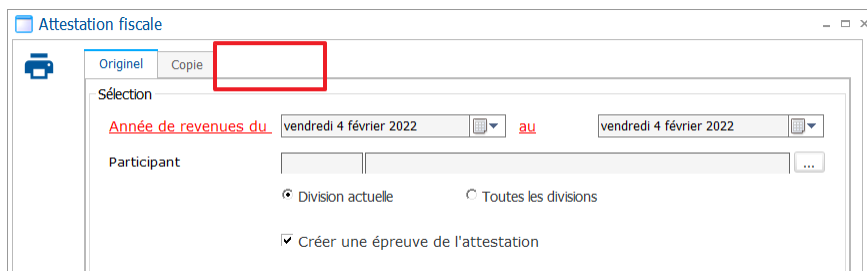 Attestation fiscale
Originel Copie
Sélection
Année de revenues du vendredi 4 février 2022 au vendredi 4 février 2022
Participant ...
Division actuelle Toutes les divisions
Créer une épreuve de l'attestation